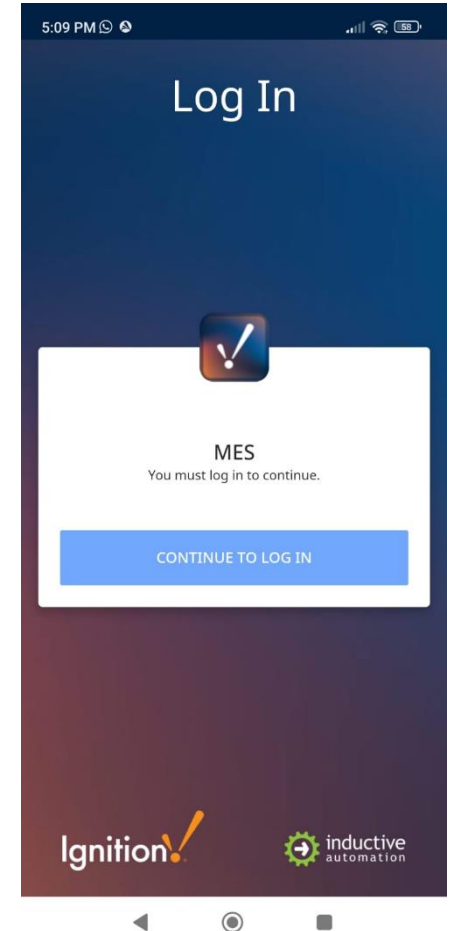 5:09 PM
58
Log In
MES
You must log in to continue.
CONTINUE TO LOG IN
Ignition!
inductive
automation